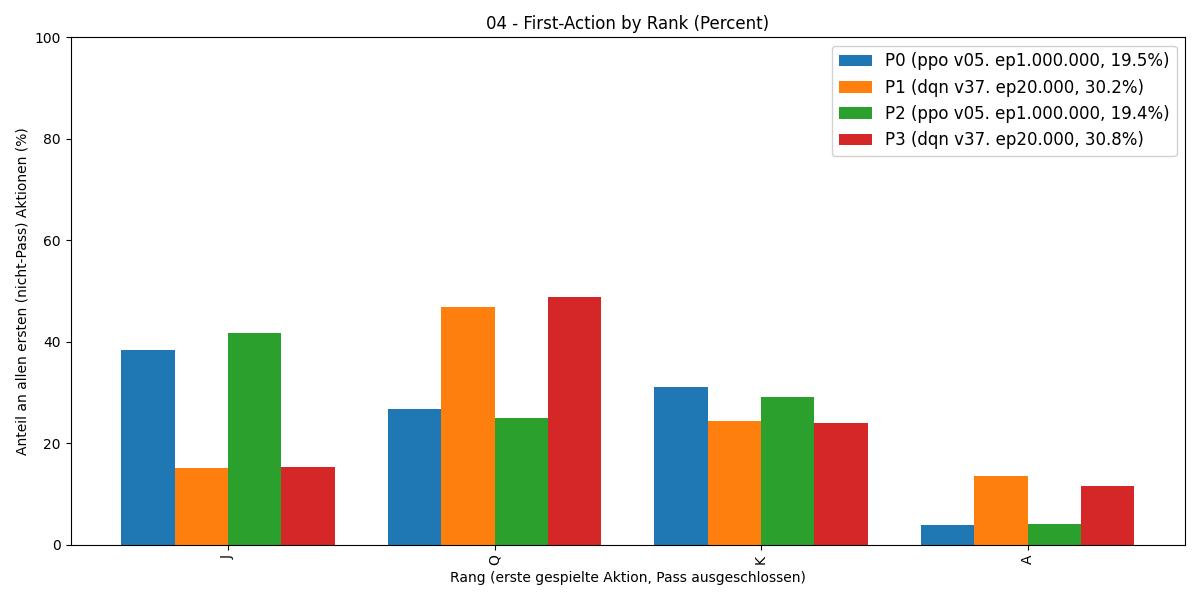 04 - First-Action by Rank (Percent)
Anteil an allen ersten (nicht-Pass) Aktionen (%)
100
80
60
40
20
0
P0 (ppo v05. ep1.000.000, 19.5%)
P1 (dqn v37. ep20.000, 30.2%)
P2 (ppo v05. ep1.000.000, 19.4%)
P3 (dqn v37. ep20.000, 30.8%)
J
Q
K
A
Rang (erste gespielte Aktion, Pass ausgeschlossen)